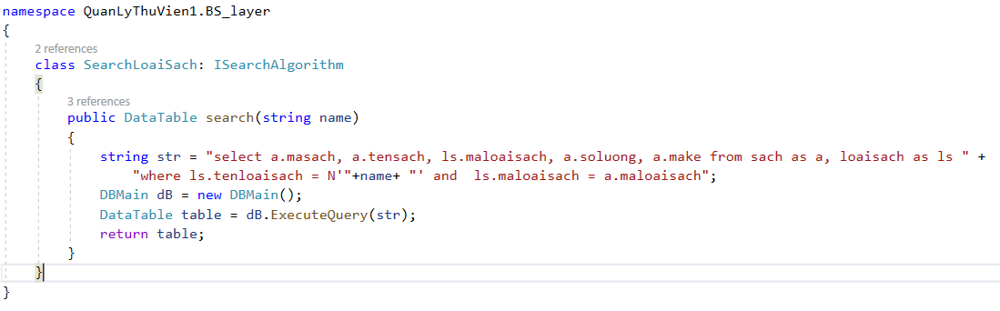 namespace QuanLyThuVien1.BS_layer
{
2 references
class SearchLoaiSach: ISearchAlgorithm
{
3 references
public DataTable search(string name)
{
string str = "select a.masach, a.tensach, ls.maloaisach, a.soluong, a.make from sach as a, loaisach as ls " +
"where ls.tenloaisach = N'"+name+ "' and  ls.maloaisach = a.maloaisach";
DBMain dB = new DBMain();
DataTable table = dB.ExecuteQuery(str);
return table;
}
}
}